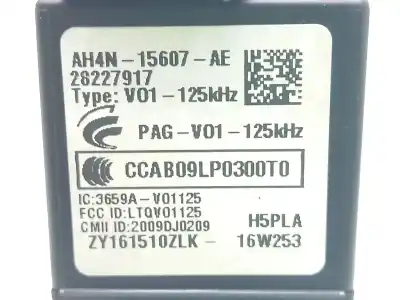 AH4N-15607-AE
28227917
Type: V01-125kHz
PAG-V01-125kHz
CCAB09LP0300T0
IC:3659A-V01125
FCC ID:LTQV01125
CMII ID:2009DJ0209
H5PLA
ZY161510ZLK- 16W253